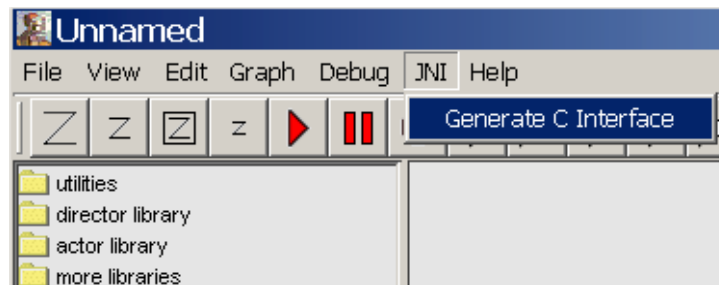 Unnamed
File View Edit Graph Debug JNI Help
Generate C Interface
utilities
director library
actor library
more libraries